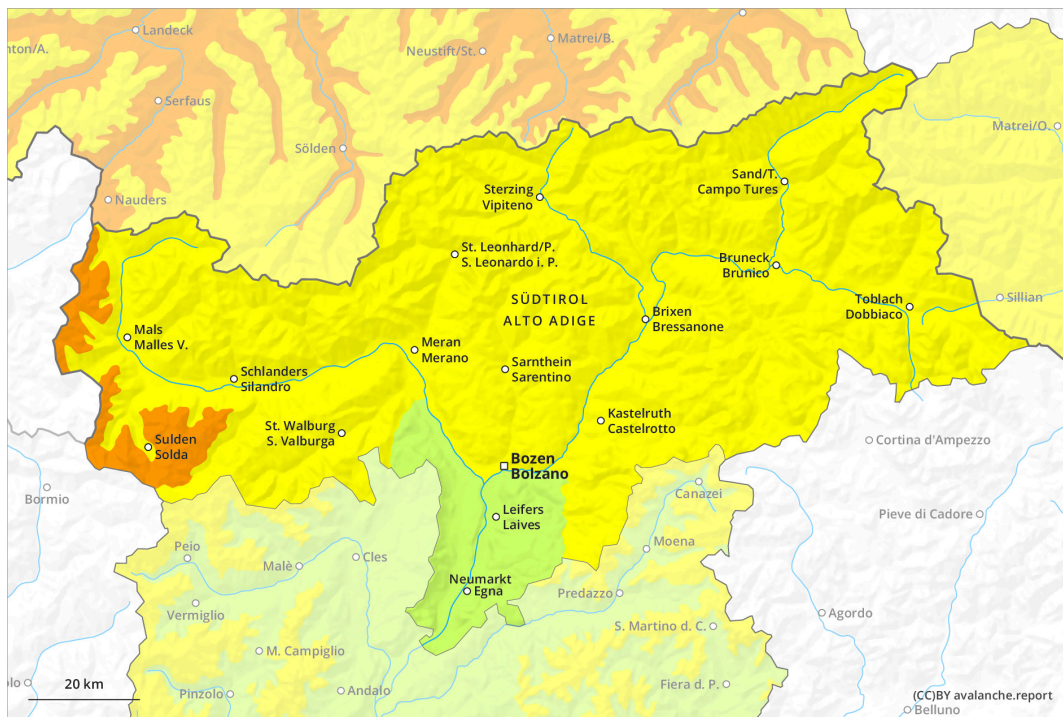 Landeck
nton/A.
Matrei/B.
Neustift/St.
Serfaus
Matrei/O.
Sölden
Sand/T.
Campo Tures
Sterzing
Vipiteno
Nauders
St. Leonhard/P.
S. Leonardo i. P.
Bruneck
Brunico
SÜDTIROL
ALTO ADIGE
Toblach
Dobbiaco
Sillian
Brixen
Bressanone
Mals
Malles V.
Meran
Merano
Sarnthein
Sarentino
Schlanders
Silandro
Kastelruth
Castelrotto
St. Walburg
S. Valburga
Sulden
Solda
Cortina d'Ampezzo
Bozen
Bolzano
Bormio
Canazei
Leifers
Laives
Pieve di Cadore
Peio
Malè
Cles
Moena
Neumarkt
Egna
Predazzo
Vermiglio
Agordo
S. Martino d. C.
M. Campiglio
20 km
olo
Pinzolo
Andalo
Fiera d. P.
(CC)BY avalanche.report
Belluno